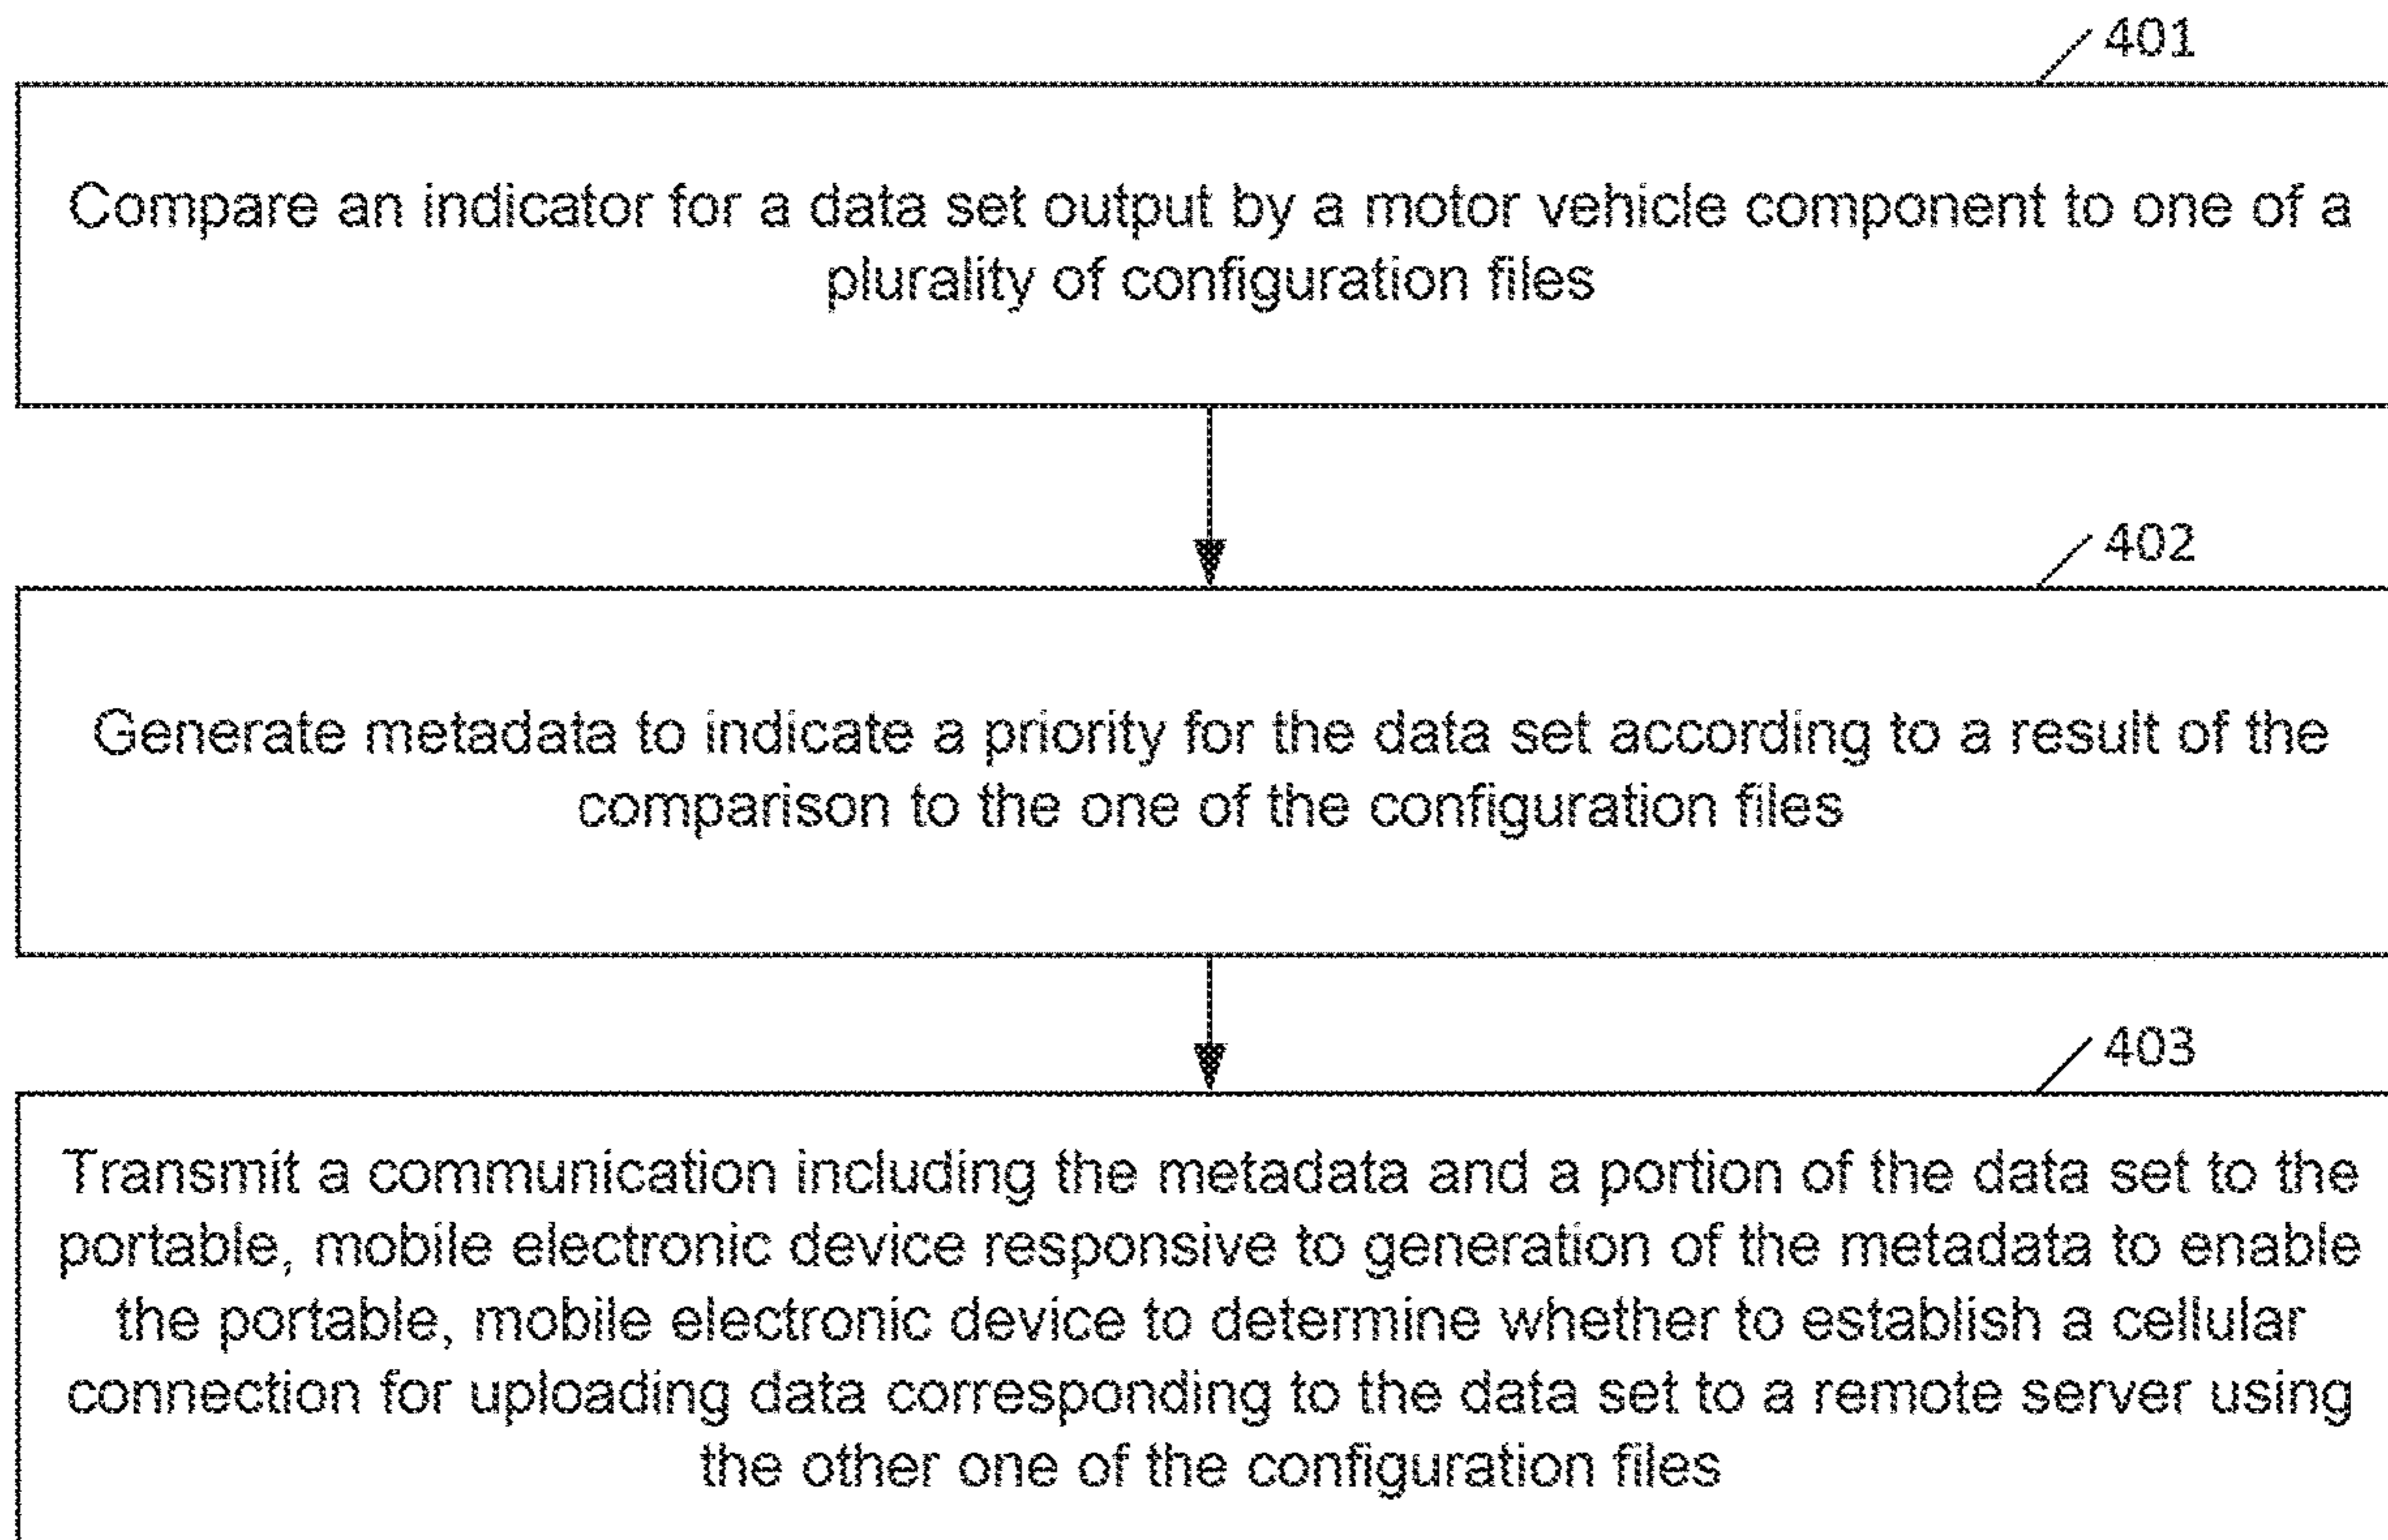 401
Compare an indicator for a data set output by a motor vehicle component to one of a
plurality of configuration files
402
Generate metadata to indicate a priority for the data set according to a result of the
comparison to the one of the configuration files
403
Transmit a communication including the metadata and a portion of the data set to the
portable, mobile electronic device responsive to generation of the metadata to enable
the portable, mobile electronic device to determine whether to establish a cellular
connection for uploading data corresponding to the data set to a remote server using
the other one of the configuration files